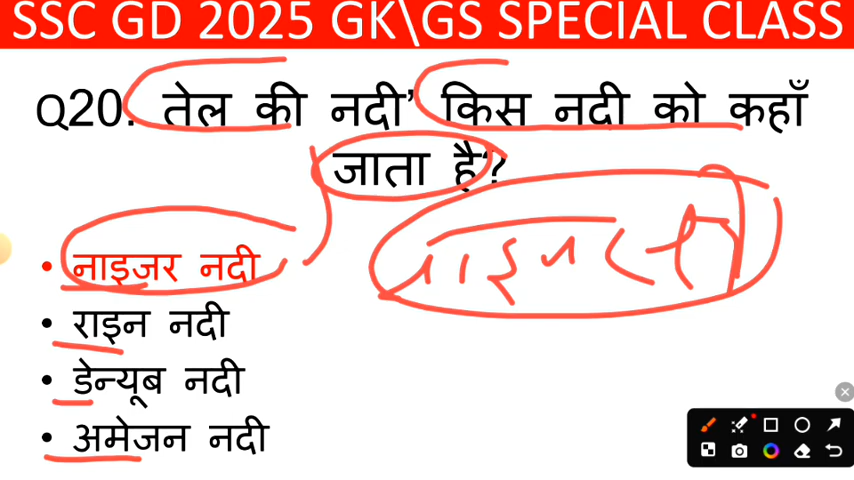 SSC GD 2025 GK\GS SPECIAL CLASS
Q20. तेल की नदी’ किस नदी को कहाँ
जाता है?
• नाइजर नदी
• राइन नदी
• डेन्यूब नदी
• अमेजन नदी